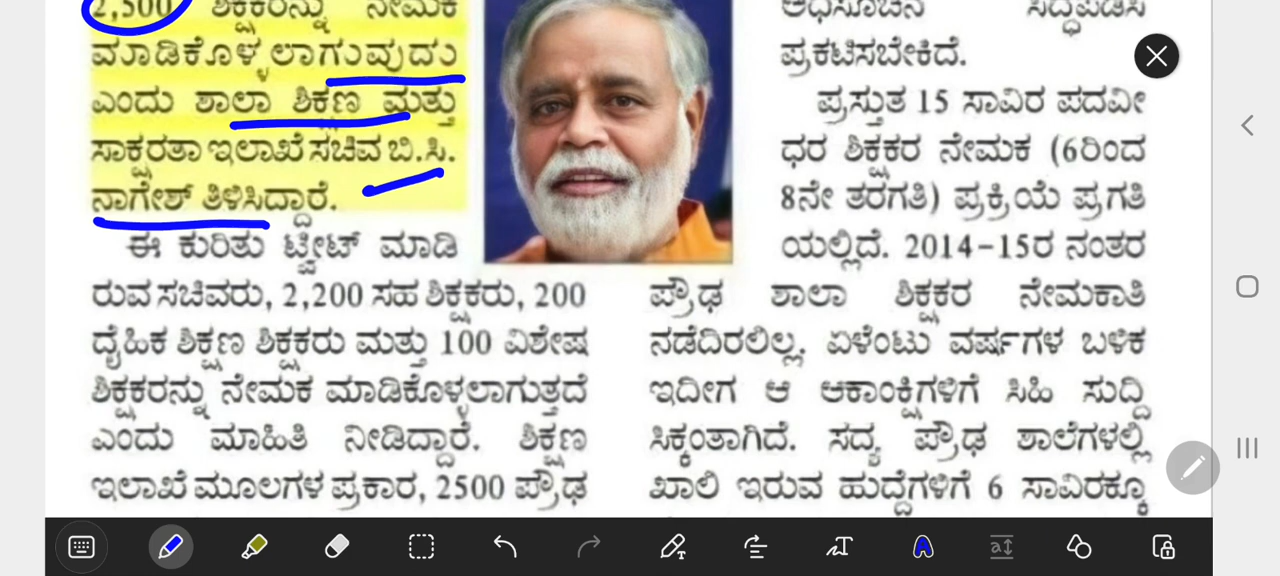 2,500 ಶಿಕ್ಷಕರನ್ನು ನೇಮಕ
ಮಾಡಿಕೊಳ್ಳಲಾಗುವುದು
ಎಂದು ಶಾಲಾ ಶಿಕ್ಷಣ ಮತ್ತು
ಸಾಕ್ಷರತಾ ಇಲಾಖೆ ಸಚಿವ ಬಿ.ಸಿ.
ನಾಗೇಶ್ ತಿಳಿಸಿದ್ದಾರೆ.
ಈ ಕುರಿತು ಟ್ವೀಟ್ ಮಾಡಿ
ರುವ ಸಚಿವರು, 2,200 ಸಹ ಶಿಕ್ಷಕರು, 200
ದೈಹಿಕ ಶಿಕ್ಷಣ ಶಿಕ್ಷಕರು ಮತ್ತು 100 ವಿಶೇಷ
ಶಿಕ್ಷಕರನ್ನು ನೇಮಕ ಮಾಡಿಕೊಳ್ಳಲಾಗುತ್ತದೆ
ಎಂದು ಮಾಹಿತಿ ನೀಡಿದ್ದಾರೆ. ಶಿಕ್ಷಣ
ಇಲಾಖೆ ಮೂಲಗಳ ಪ್ರಕಾರ, 2500 ಪ್ರೌಢ
ಅಧಿಸೂಚನೆ ಸಿದ್ಧಪಡಿಸಿ
ಪ್ರಕಟಿಸಬೇಕಿದೆ.
ಪ್ರಸ್ತುತ 15 ಸಾವಿರ ಪದವೀ
ಧರ ಶಿಕ್ಷಕರ ನೇಮಕ (6ರಿಂದ
8ನೇ ತರಗತಿ) ಪ್ರಕ್ರಿಯೆ ಪ್ರಗತಿ
ಯಲ್ಲಿದೆ. 2014-15ರ ನಂತರ
ಪ್ರೌಢ ಶಾಲಾ ಶಿಕ್ಷಕರ ನೇಮಕಾತಿ
ನಡೆದಿರಲಿಲ್ಲ. ಏಳೆಂಟು ವರ್ಷಗಳ ಬಳಿಕ
ಇದೀಗ ಆ ಆಕಾಂಕ್ಷಿಗಳಿಗೆ ಸಿಹಿ ಸುದ್ದಿ
ಸಿಕ್ಕಂತಾಗಿದೆ. ಸದ್ಯ ಪ್ರೌಢ ಶಾಲೆಗಳಲ್ಲಿ
ಖಾಲಿ ಇರುವ ಹುದ್ದೆಗಳಿಗೆ 6 ಸಾವಿರಕ್ಕೂ